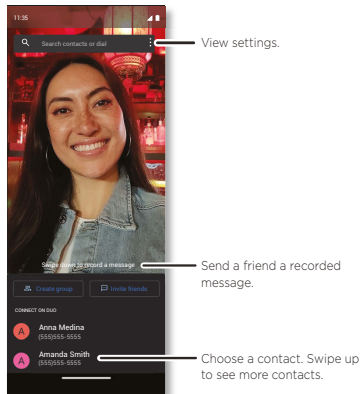 11:35
Search contacts or dial
View settings.
Swipe down to record a message
Send a friend a recorded
message.
Create group
Invite friends
CONNECT ON DUO
A
Anna Medina
(555)555-5555
A
Amanda Smith
(555)555-5555
Choose a contact. Swipe up
to see more contacts.